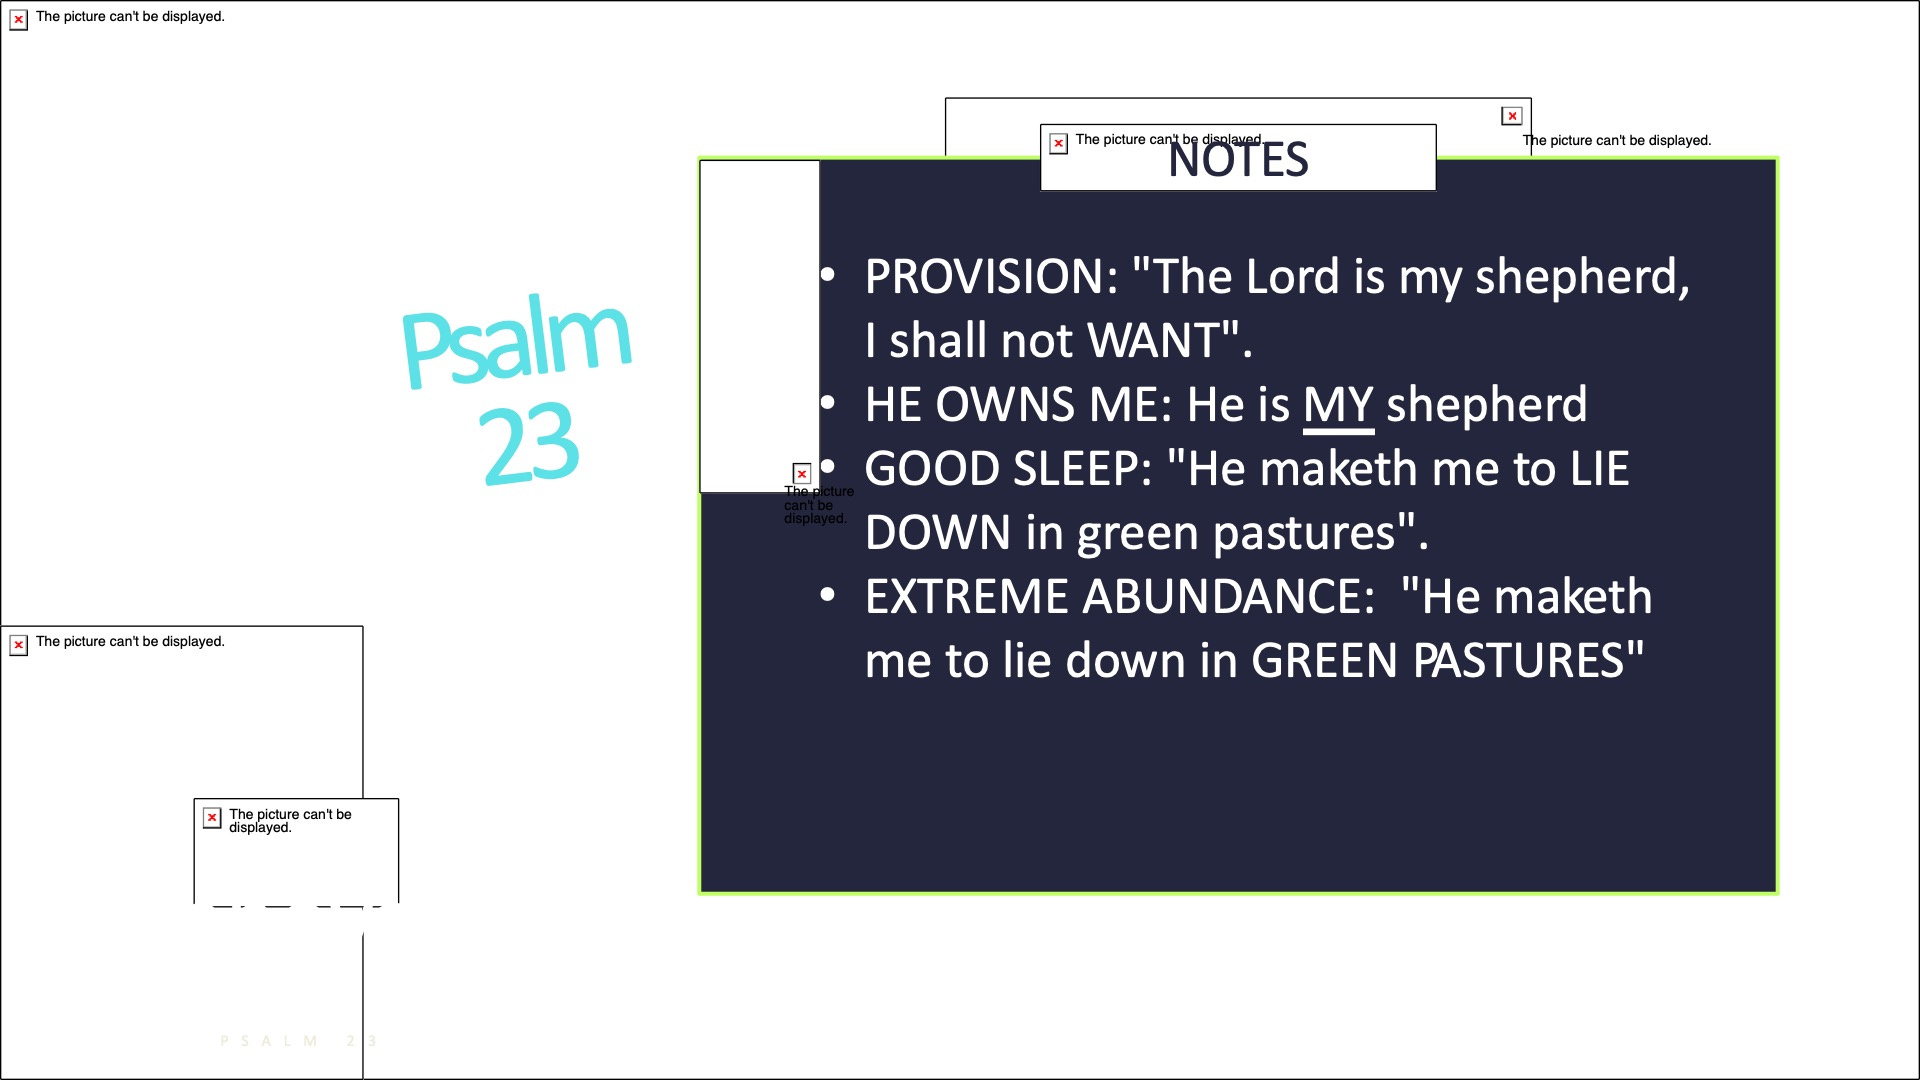 The picture can't be displayed.
The picture can't be displayed.
The picture can't be displayed.
NOTES
Psalm
23
• PROVISION: "The Lord is my shepherd,
I shall not WANT".
• HE OWNS ME: He is MY shepherd
• GOOD SLEEP: "He maketh me to LIE
DOWN in green pastures".
• EXTREME ABUNDANCE:  "He maketh
me to lie down in GREEN PASTURES"
The picture
can't be
displayed.
The picture can't be displayed.
The picture can't be
displayed.
PSALM 23